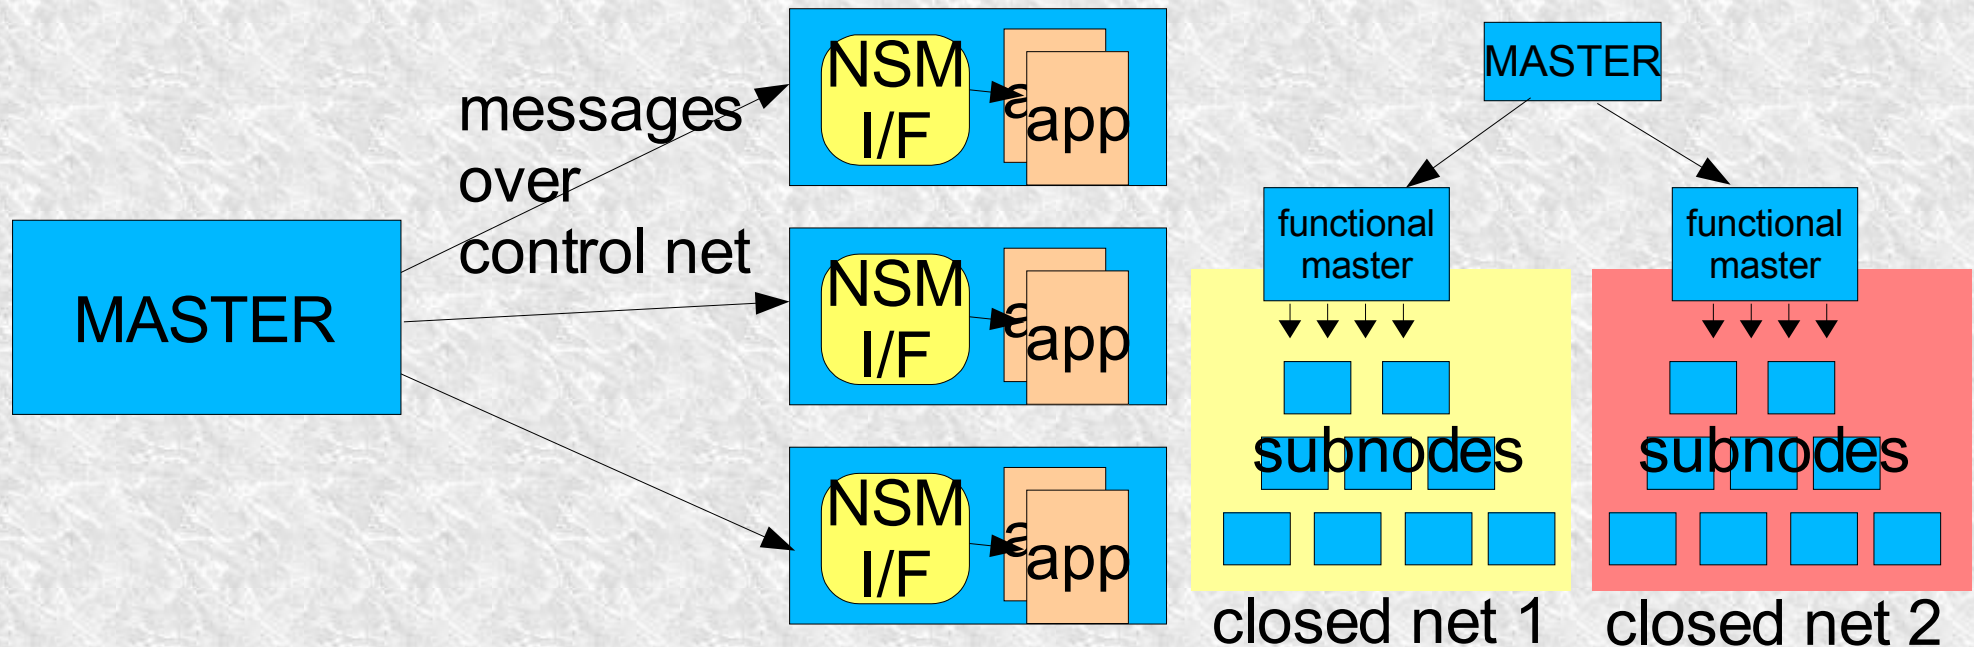 messages
over
control net
MASTER
NSM
I/F
app
NSM
I/F
app
NSM
I/F
app
MASTER
functional
master
functional
master
subnodes
subnodes
closed net 1
closed net 2